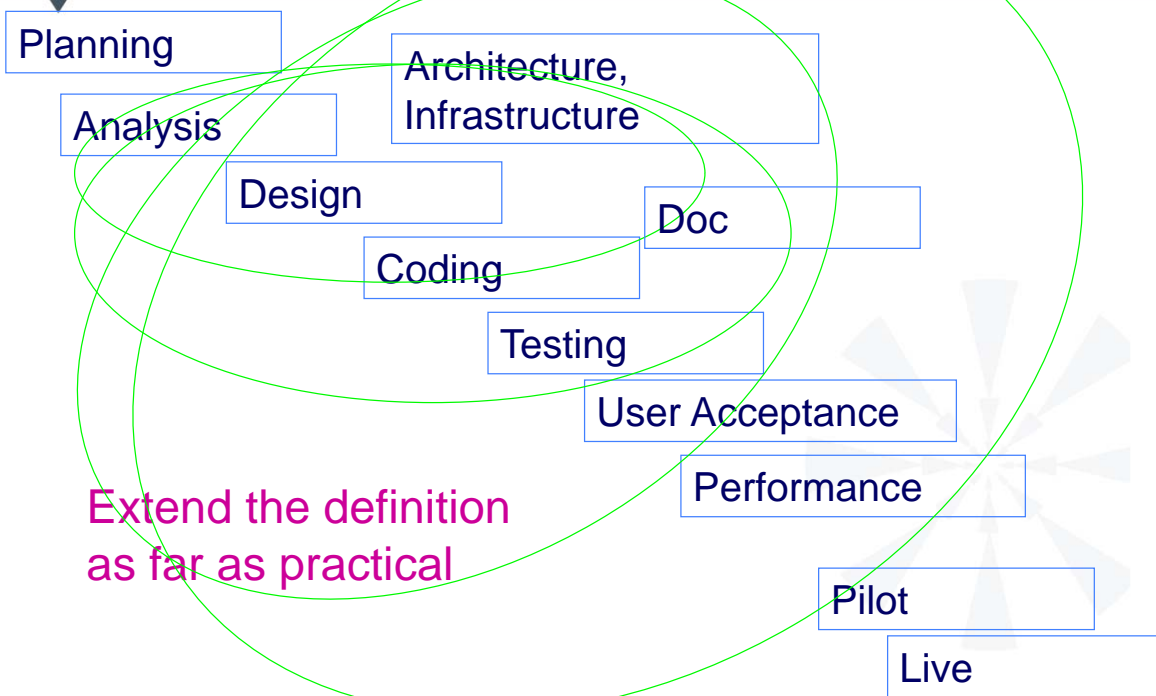 Planning
Architecture,
Infrastructure
Analysis
Design
Doc
Coding
Testing
User Acceptance
Performance
Extend the definition
as far as practical
Pilot
Live